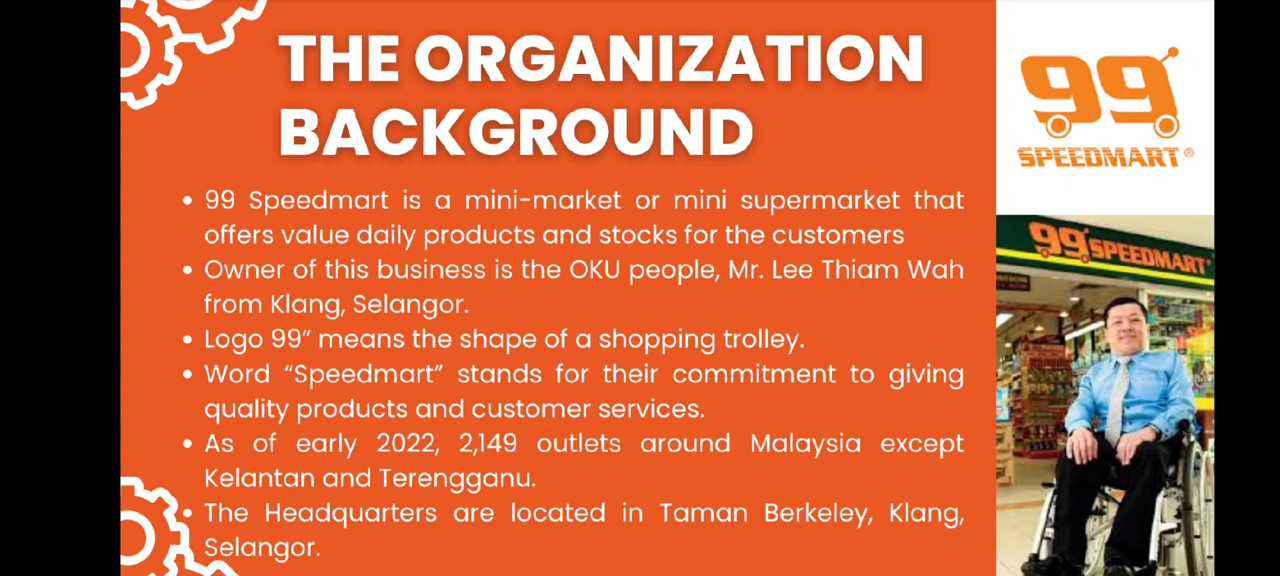 THE ORGANIZATION
BACKGROUND
• 99 Speedmart is a mini-market or mini supermarket that
offers value daily products and stocks for the customers
• Owner of this business is the OKU people, Mr. Lee Thiam Wah
from Klang, Selangor.
• Logo 99” means the shape of a shopping trolley.
• Word “Speedmart” stands for their commitment to giving
quality products and customer services.
• As of early 2022, 2,149 outlets around Malaysia except
Kelantan and Terengganu.
• The Headquarters are located in Taman Berkeley, Klang,
Selangor.
99
SPEEDMART®
99 SPEEDMART